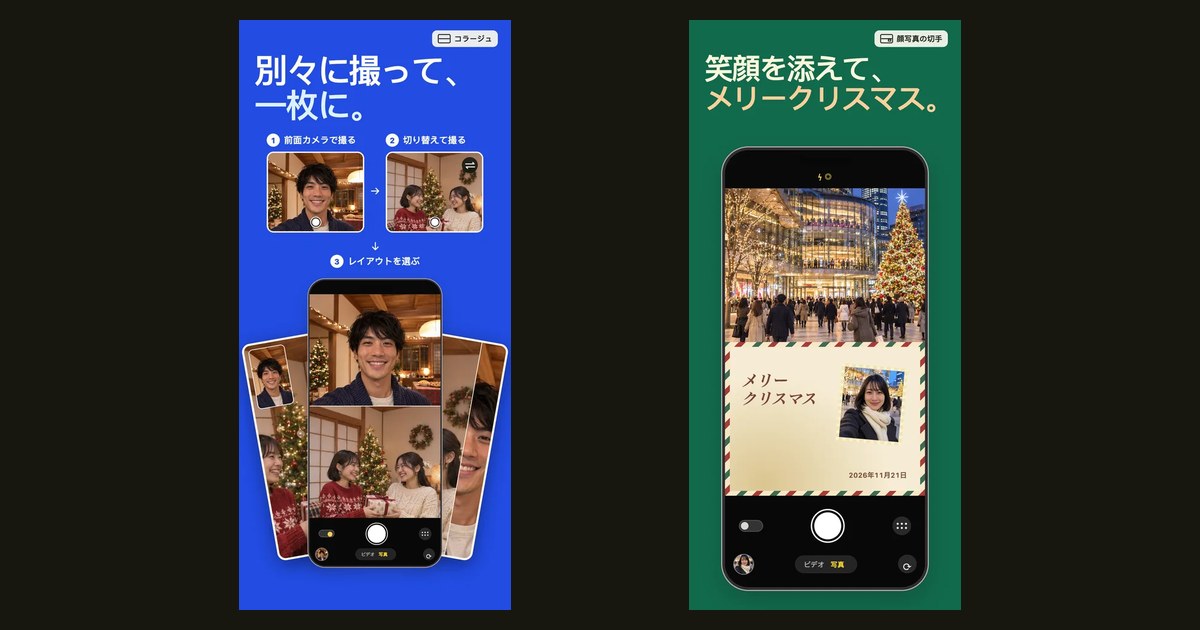 コラージュ
別々に撮って、
一枚に。
1 前面カメラで撮る
2 切り替えて撮る
3 レイアウトを選ぶ
ビデオ 写真
顔写真の切手
笑顔を添えて、
メリークリスマス。
メリー
クリスマス
2026年11月21日
ビデオ 写真